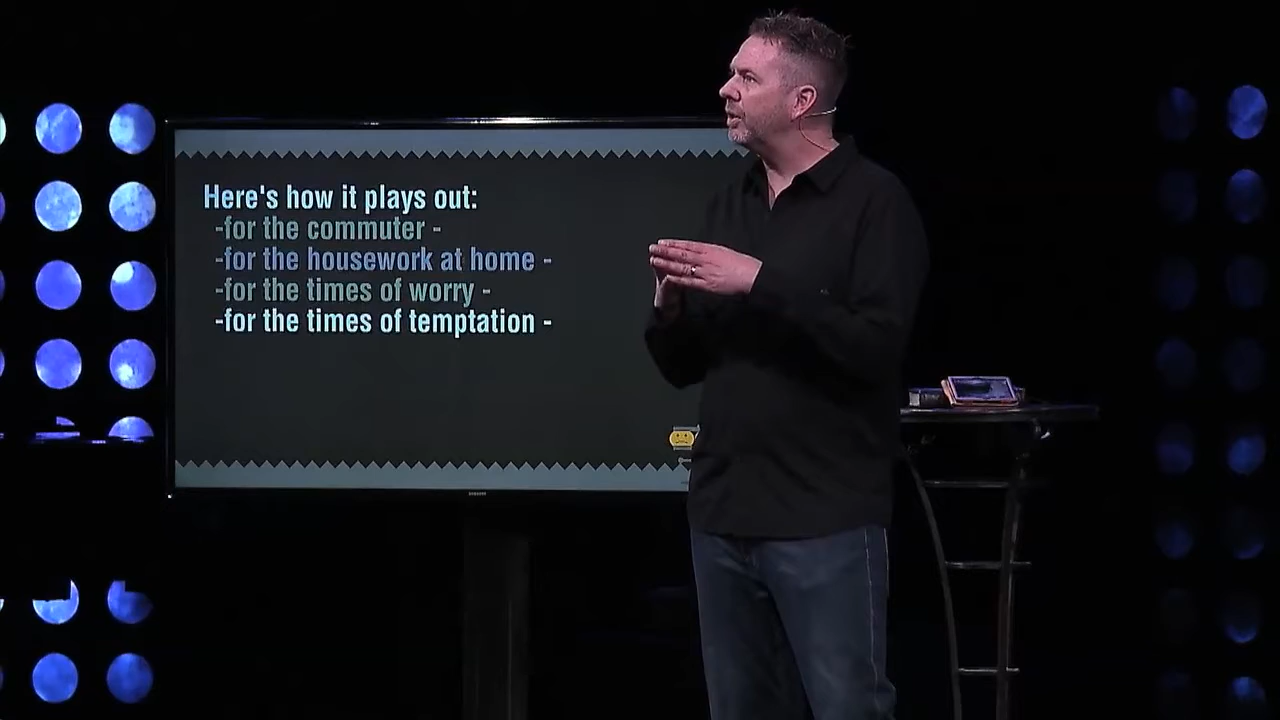 Here's how it plays out:
-for the commuter -
-for the housework at home -
-for the times of worry -
-for the times of temptation -
SAMSUNG